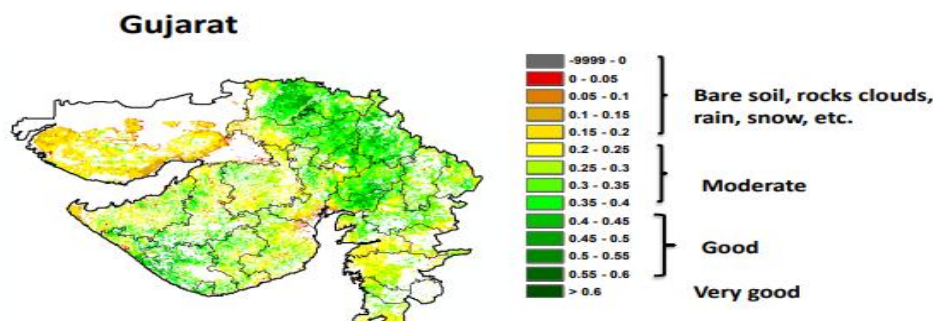 Gujarat
-9999 - 0
0 - 0.05
0.05 - 0.1
0.1 - 0.15
0.15 - 0.2
0.2 - 0.25
0.25 - 0.3
0.3 - 0.35
0.35 - 0.4
0.4 - 0.45
0.45 - 0.5
0.5 - 0.55
0.55 - 0.6
> 0.6
Bare soil, rocks clouds,
rain, snow, etc.
Moderate
Good
Very good